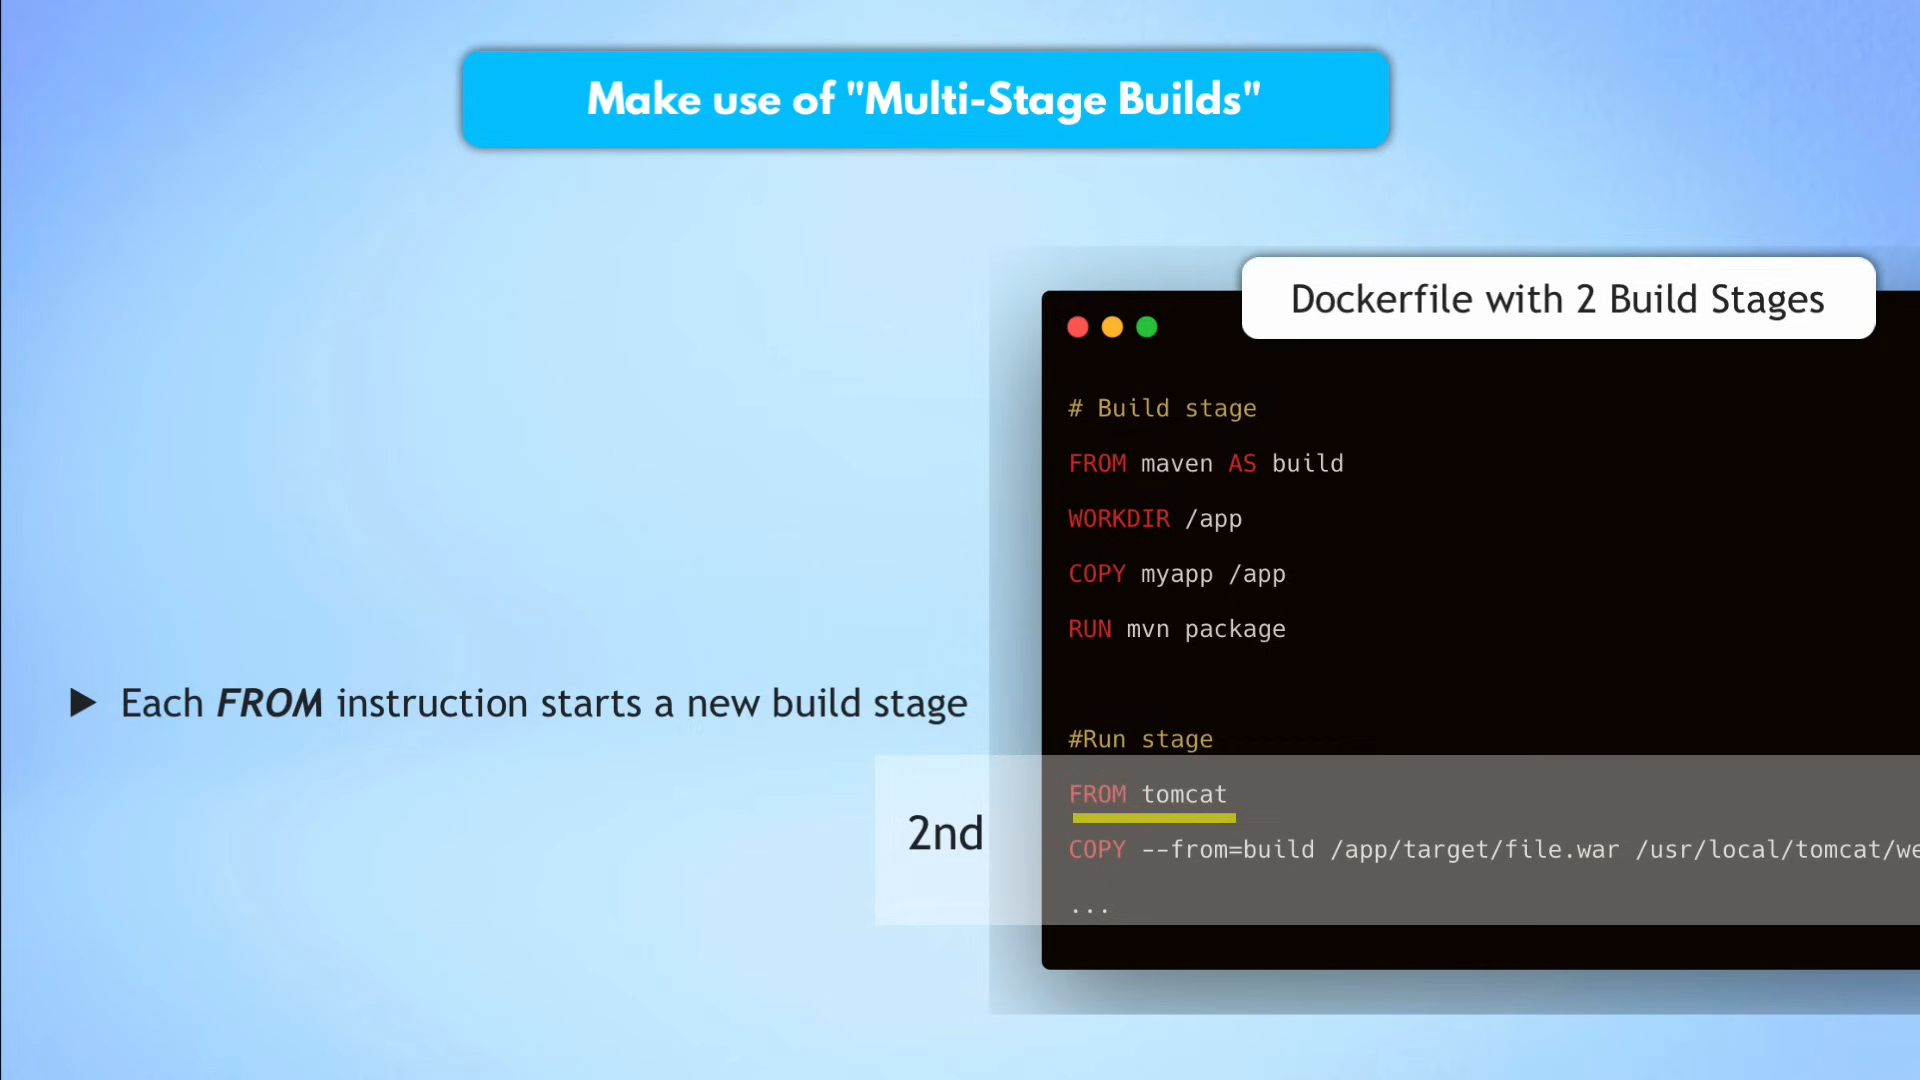 Make use of "Multi-Stage Builds"
Dockerfile with 2 Build Stages
# Build stage
FROM maven AS build
WORKDIR /app
COPY myapp /app
RUN mvn package
Each FROM instruction starts a new build stage
#Run stage
2nd
FROM tomcat
COPY --from=build /app/target/file.war /usr/local/tomcat/we
...